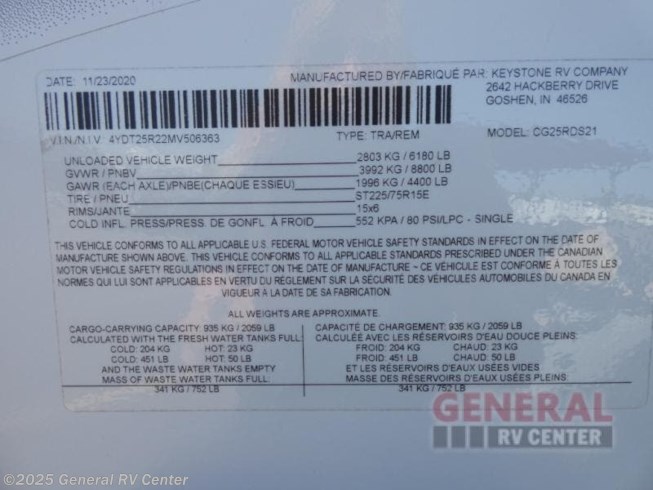 DATE: 11/23/2020
MANUFACTURED BY/FABRIQUÉ PAR: KEYSTONE RV COMPANY
2642 HACKBERRY DRIVE
GOSHEN, IN 46526
V.I.N./N.I.V: 4YDT25R22MV506363 TYPE: TRA/REM MODEL: CG25RDS21
UNLOADED VEHICLE WEIGHT 2803 KG / 6180 LB
GVWR / PNBV 3992 KG / 8800 LB
GAWR (EACH AXLE)/PNBE(CHAQUE ESSIEU) 1996 KG / 4400 LB
TIRE / PNEU ST225/75R15E
RIMS/JANTE 15x6
COLD INFL. PRESS/PRESS. DE GONFL. À FROID 552 KPA / 80 PSI/LPC - SINGLE
THIS VEHICLE CONFORMS TO ALL APPLICABLE U.S. FEDERAL MOTOR VEHICLE SAFETY STANDARDS IN EFFECT ON THE DATE OF
MANUFACTURE SHOWN ABOVE. THIS VEHICLE CONFORMS TO ALL APPLICABLE STANDARDS PRESCRIBED UNDER THE CANADIAN
MOTOR VEHICLE SAFETY REGULATIONS IN EFFECT ON THE DATE OF MANUFACTURE ~ CE VÉHICULE EST CONFORME À TOUTES LES
NORMES QUI LUI SONT APPLICABLES EN VERTU DU RÈGLEMENT SUR LA SÉCURITÉ DES VÉHICULES AUTOMOBILES DU CANADA EN
VIGUEUR A LA DATE DE SA FABRICATION.
ALL WEIGHTS ARE APPROXIMATE.
CARGO-CARRYING CAPACITY: 935 KG / 2059 LB
CALCULATED WITH THE FRESH WATER TANKS FULL:
COLD: 204 KG HOT: 23 KG
COLD: 451 LB HOT: 50 LB
AND THE WASTE WATER TANKS EMPTY
MASS OF WASTE WATER TANKS FULL:
341 KG / 752 LB
CAPACITÉ DE CHARGEMENT: 935 KG / 2059 LB
CALCULÉE AVEC LES RÉSERVOIRS D'EAU DOUCE PLEINS:
FROID: 204 KG CHAUD: 23 KG
FROID: 451 LB CHAUD: 50 LB
ET LES RÉSERVOIRS D'EAUX USÉES VIDES
MASSE DES RÉSERVOIRS D'EAUX USÉES PLEINS:
341 KG / 752 LB
GENERAL
RV CENTER
©2025 General RV Center